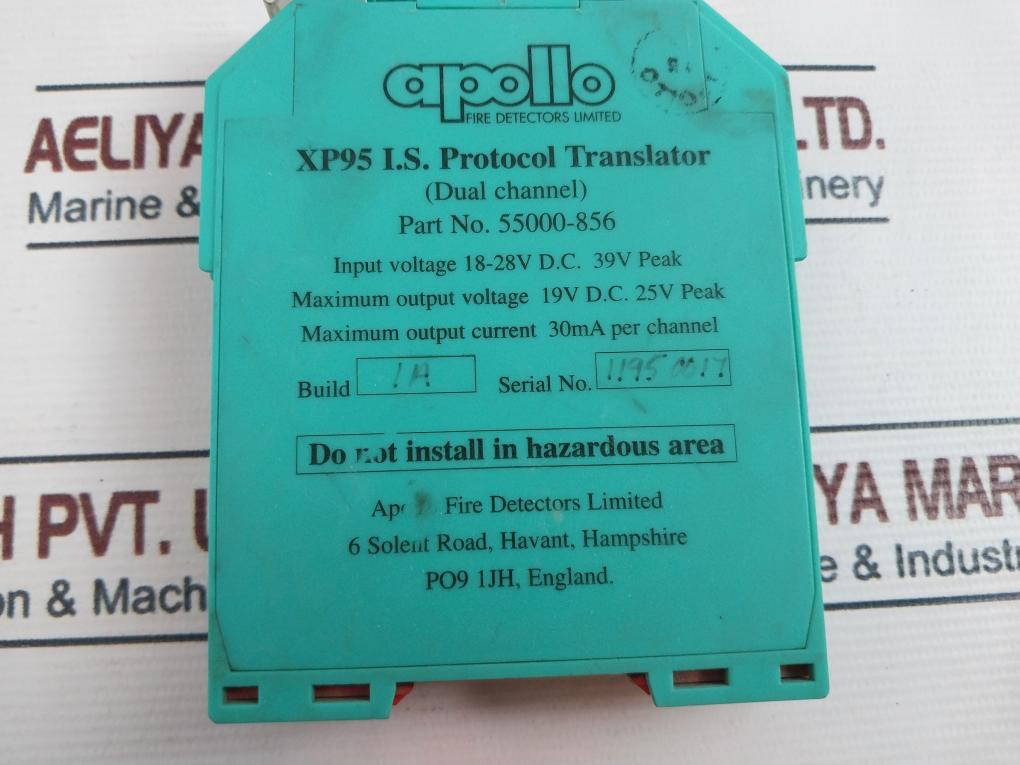 apollo
FIRE DETECTORS LIMITED
XP95 I.S. Protocol Translator
(Dual channel)
Part No. 55000-856
Input voltage 18-28V D.C. 39V Peak
Maximum output voltage 19V D.C. 25V Peak
Maximum output current 30mA per channel
Build 1A Serial No. 1195 0017
Do not install in hazardous area
Fire Detectors Limited
6 Solent Road, Havant, Hampshire
PO9 1JH, England.
AELIYA LTD.
Marine & inery
H PVT. YA MAR
on & Mach e & Industr